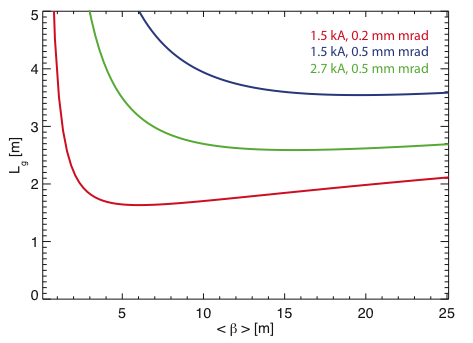 5
1.5 kA, 0.2 mm mrad
1.5 kA, 0.5 mm mrad
2.7 kA, 0.5 mm mrad
4
3
L_g [m]
2
1
0
5 10 15 20 25
< β > [m]